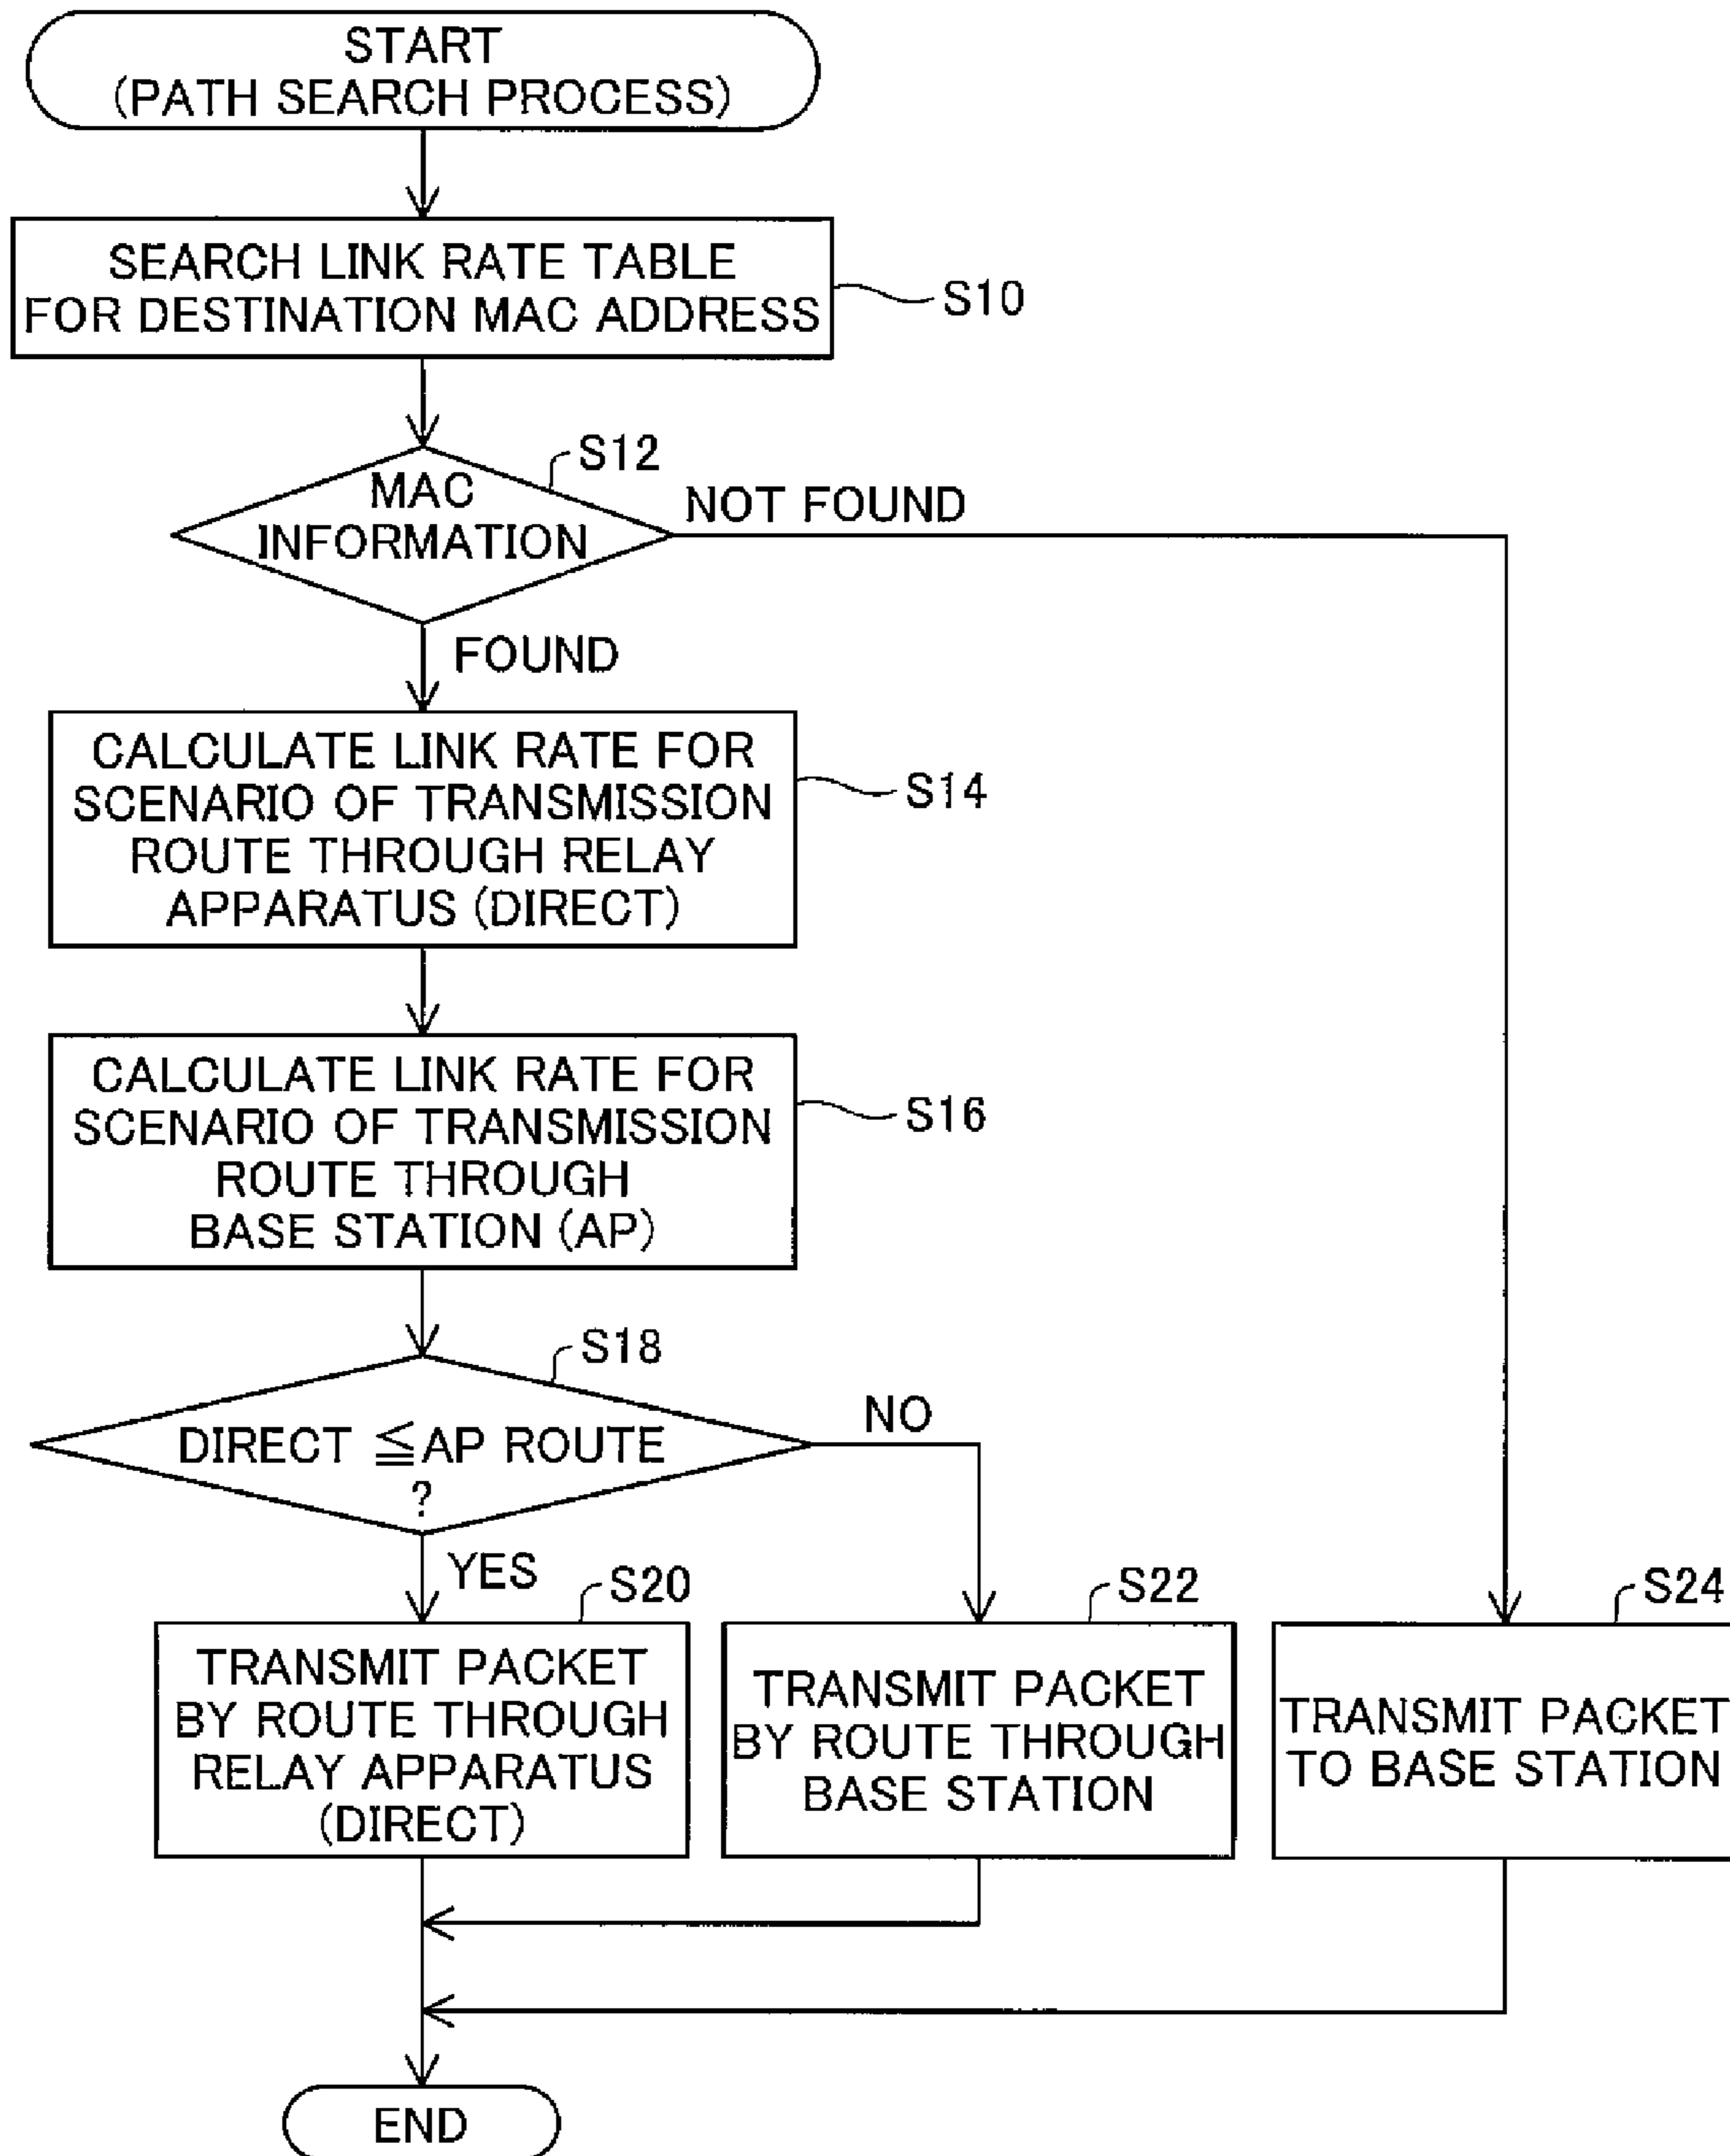 START
(PATH SEARCH PROCESS)
SEARCH LINK RATE TABLE
FOR DESTINATION MAC ADDRESS
S10
S12
MAC
INFORMATION
NOT FOUND
FOUND
CALCULATE LINK RATE FOR
SCENARIO OF TRANSMISSION
ROUTE THROUGH RELAY
APPARATUS (DIRECT)
S14
CALCULATE LINK RATE FOR
SCENARIO OF TRANSMISSION
ROUTE THROUGH
BASE STATION (AP)
S16
S18
DIRECT ≦AP ROUTE
?
NO
YES
S20
TRANSMIT PACKET
BY ROUTE THROUGH
RELAY APPARATUS
(DIRECT)
S22
TRANSMIT PACKET
BY ROUTE THROUGH
BASE STATION
S24
TRANSMIT PACKET
TO BASE STATION
END